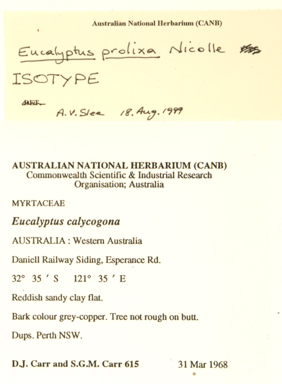 Australian National Herbarium (CANB)
Eucalyptus prolixa Nicolle
ISOTYPE
A.V. Slee 18. Aug. 1999
AUSTRALIAN NATIONAL HERBARIUM (CANB)
Commonwealth Scientific & Industrial Research
Organisation; Australia
MYRTACEAE
Eucalyptus calycogona
AUSTRALIA : Western Australia
Daniell Railway Siding, Esperance Rd.
32° 35 ′ S 121° 35 ′ E
Reddish sandy clay flat.
Bark colour grey-copper. Tree not rough on butt.
Dups. Perth NSW.
D.J. Carr and S.G.M. Carr 615 31 Mar 1968